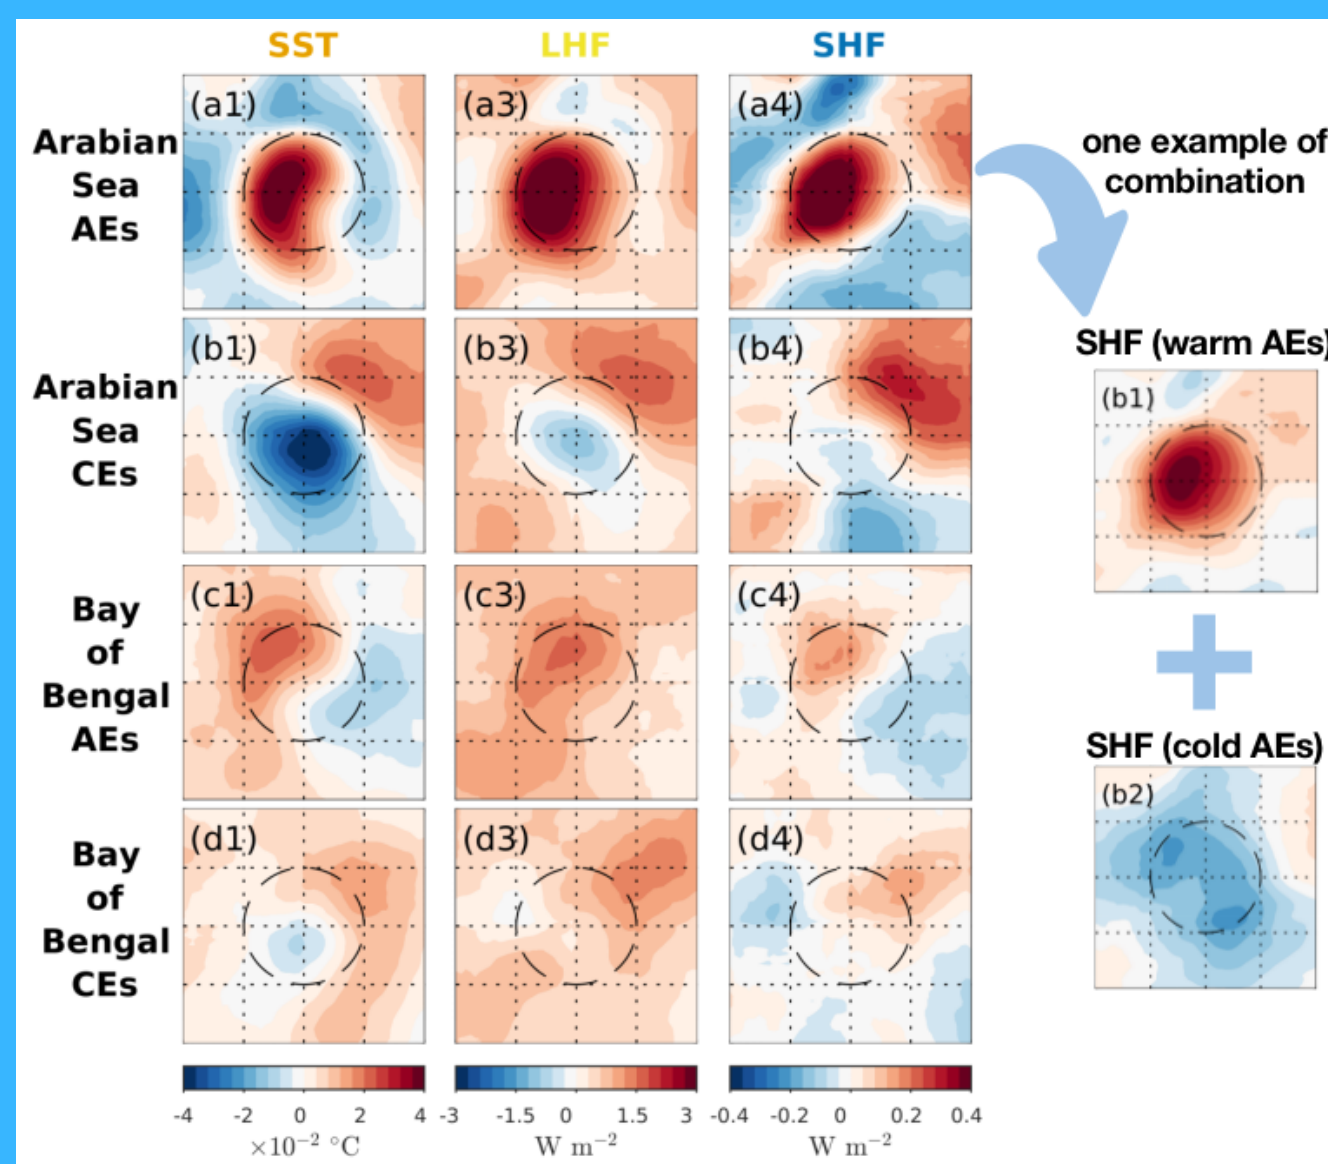 SST LHF SHF
(a1) (a3) (a4)
Arabian
Sea
AEs
one example of
combination
(b1) (b3) (b4)
Arabian
Sea
CEs
SHF (warm AEs)
(b1)
(c1) (c3) (c4)
Bay
of
Bengal
AEs
SHF (cold AEs)
(b2)
(d1) (d3) (d4)
Bay
of
Bengal
CEs
-4 -2 0 2 4 -3 -1.5 0 1.5 3 -0.4 -0.2 0 0.2 0.4
×10⁻² °C W m⁻² W m⁻²